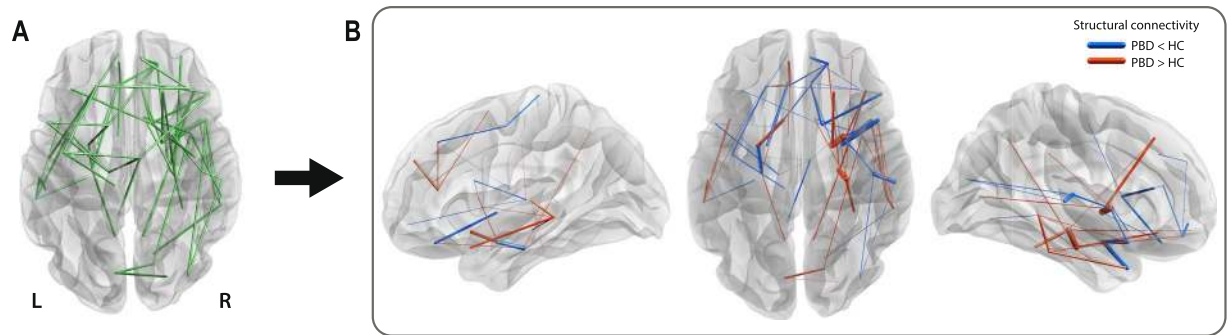 A
B
Structural connectivity
PBD < HC
PBD > HC
L
R